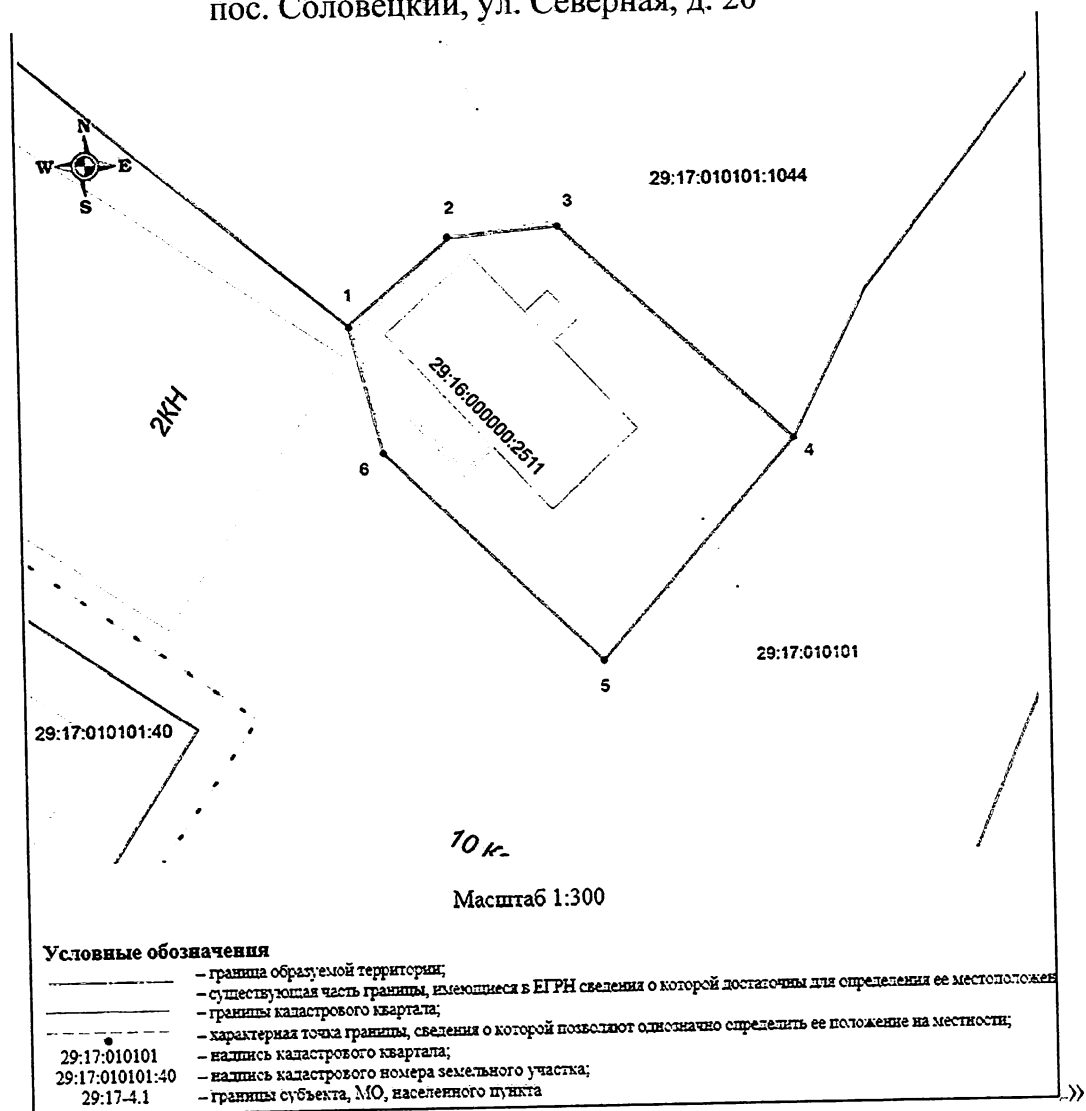 пос. Соловецкий, ул. Северная, д. 20
N
W E
S
29:17:010101:1044
2
3
1
29:16:000000:2511
2КН
4
6
29:17:010101
5
29:17:010101:40
10 К-
Масштаб 1:300
Условные обозначения
– граница образуемой территории;
– существующая часть границы, имеющиеся в ЕГРН сведения о которой достаточны для определения ее местоположен
– границы кадастрового квартала;
– характерная точка границы, сведения о которой позволяют однозначно определить ее положение на местности;
29:17:010101 – надпись кадастрового квартала;
29:17:010101:40 – надпись кадастрового номера земельного участка;
29:17-4.1 – границы субъекта, МО, населенного пункта
»